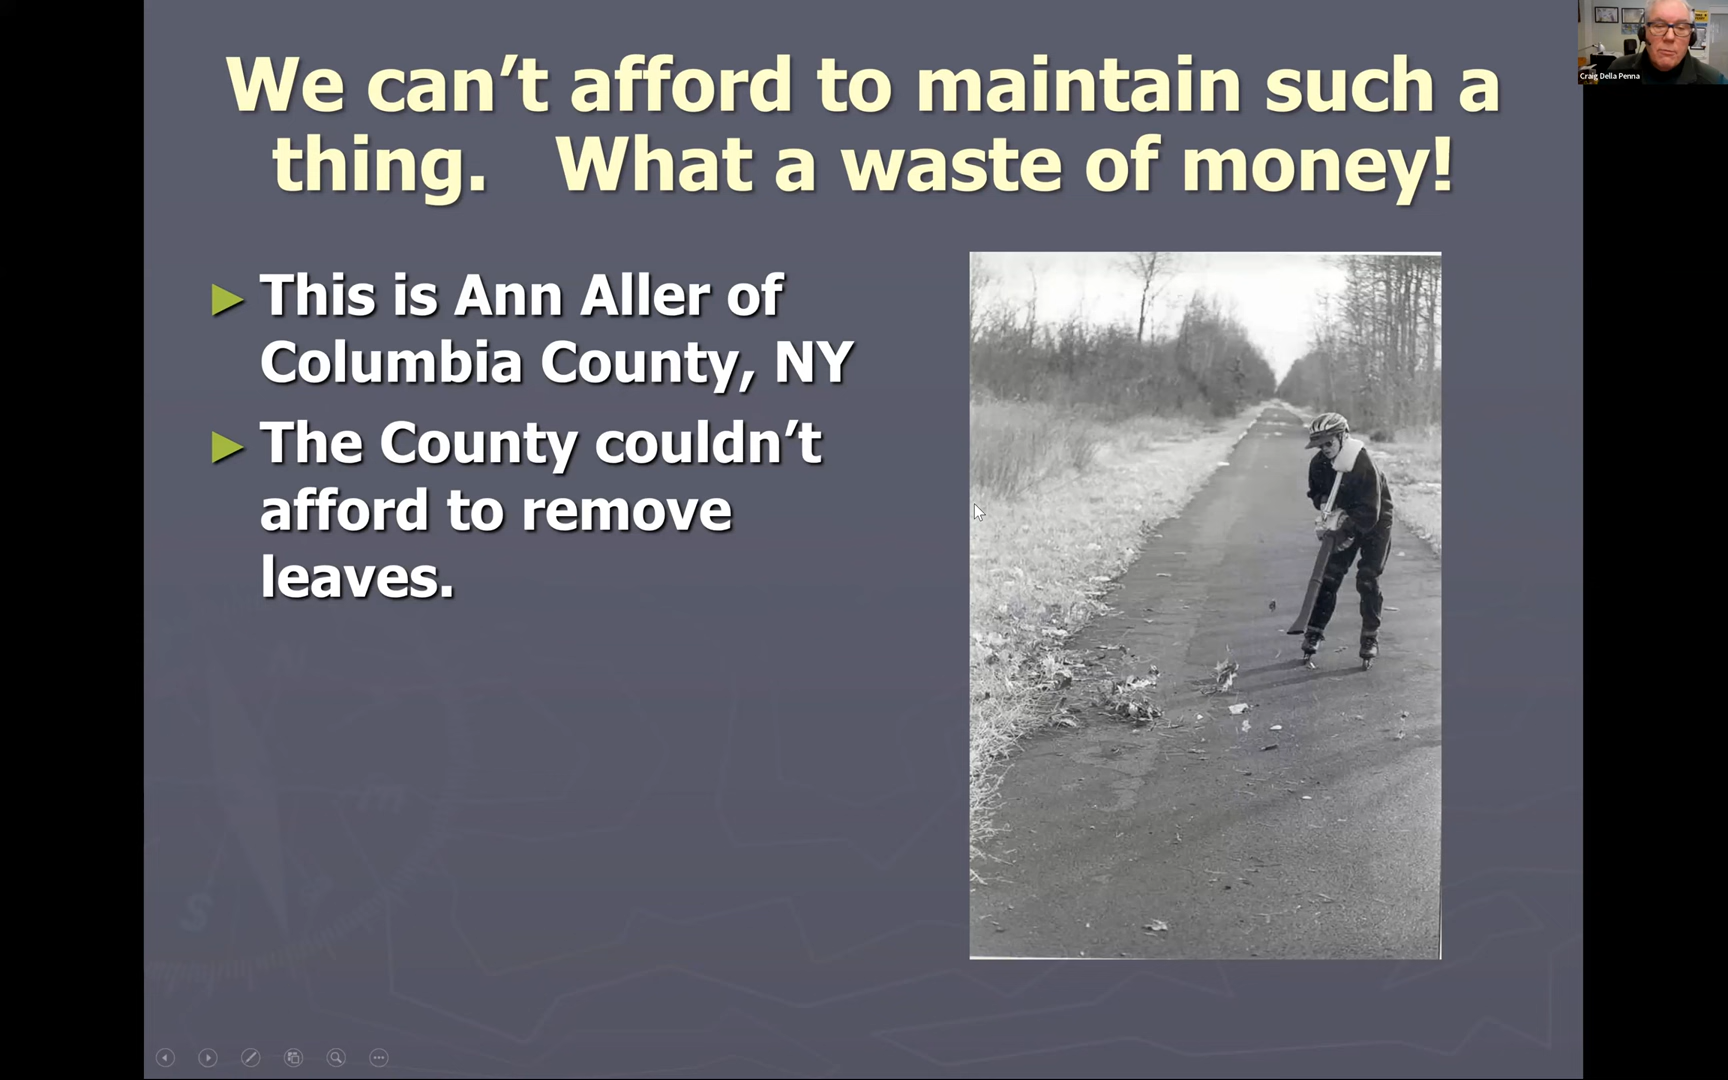 We can’t afford to maintain such a
thing. What a waste of money!
This is Ann Aller of
Columbia County, NY
The County couldn’t
afford to remove
leaves.
Craig Della Penna
S